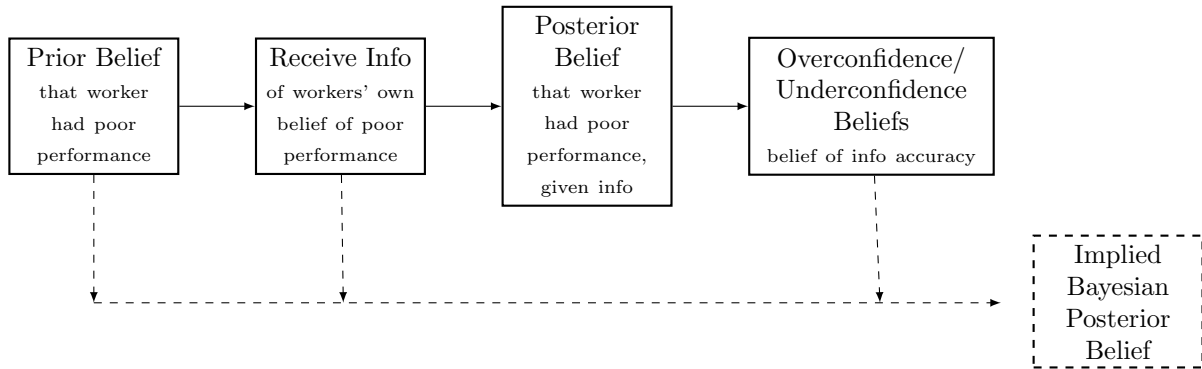 Prior Belief
that worker
had poor
performance
Receive Info
of workers' own
belief of poor
performance
Posterior
Belief
that worker
had poor
performance,
given info
Overconfidence/
Underconfidence
Beliefs
belief of info accuracy
Implied
Bayesian
Posterior
Belief